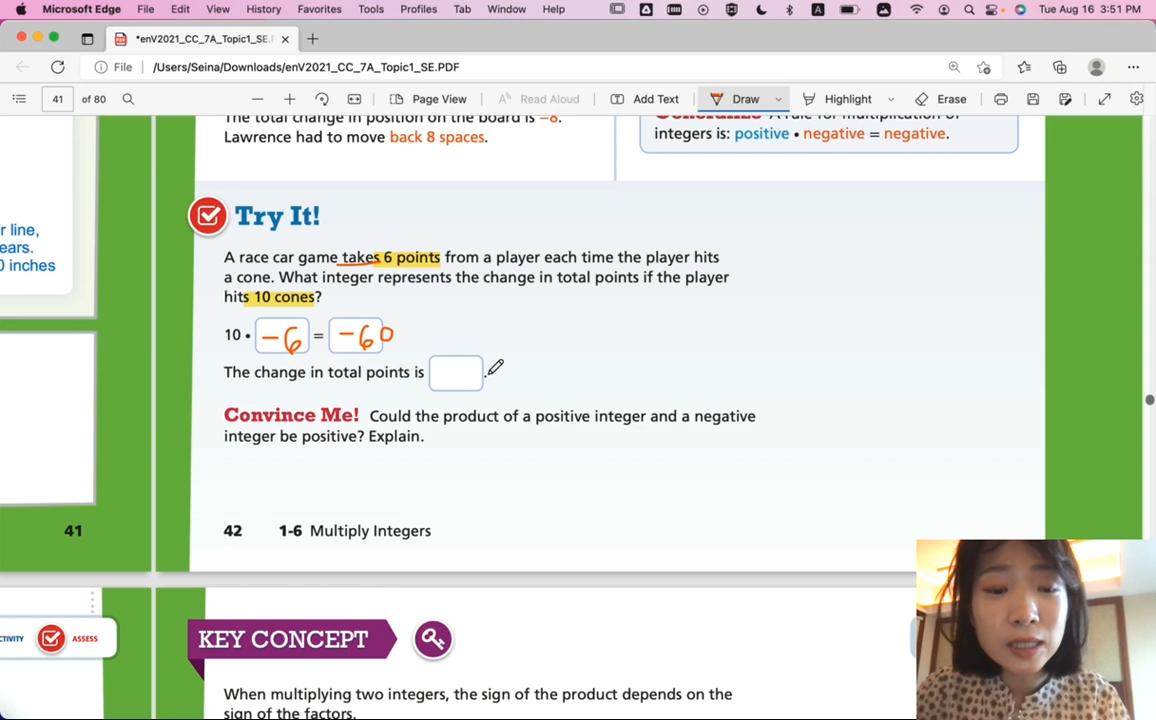 Microsoft Edge File Edit View History Favorites Tools Profiles Tab Window Help A Tue Aug 16 3:51 PM
*enV2021_CC_7A_Topic1_SE.
File /Users/Seina/Downloads/enV2021_CC_7A_Topic1_SE.PDF
41 of 80 Page View Read Aloud Add Text Draw Highlight Erase
The total change in position on the board is −8.
Lawrence had to move back 8 spaces.
Generalize A rule for multiplication of
integers is: positive • negative = negative.
r line,
ears.
0 inches
Try It!
A race car game takes 6 points from a player each time the player hits
a cone. What integer represents the change in total points if the player
hits 10 cones?
10 • −6 = −60
The change in total points is .
Convince Me! Could the product of a positive integer and a negative
integer be positive? Explain.
41
42 1-6 Multiply Integers
CTIVITY ASSESS
KEY CONCEPT
When multiplying two integers, the sign of the product depends on the
sign of the factors.